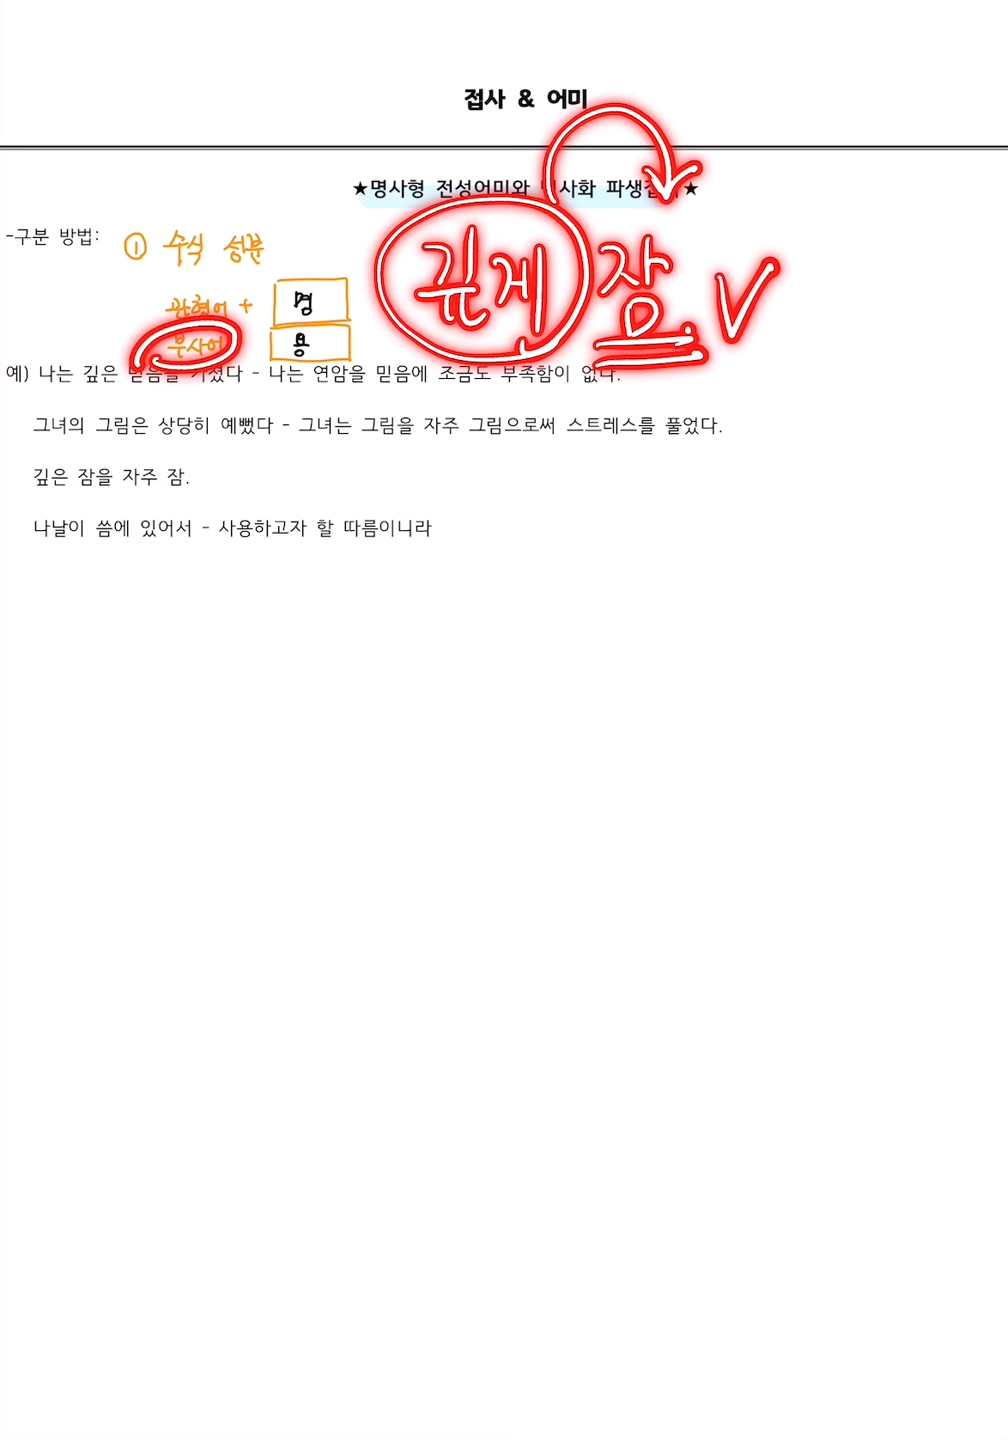 접사 & 어미
★명사형 전성어미와 사화 파생접 ★
-구분 방법: ① 수식 성분
깊게 잠. V
관형어 + 명
부사어 용
예) 나는 깊은 믿음을 가졌다 - 나는 연암을 믿음에 조금도 부족함이 없다.
그녀의 그림은 상당히 예뻤다 - 그녀는 그림을 자주 그림으로써 스트레스를 풀었다.
깊은 잠을 자주 잠.
나날이 씀에 있어서 - 사용하고자 할 따름이니라